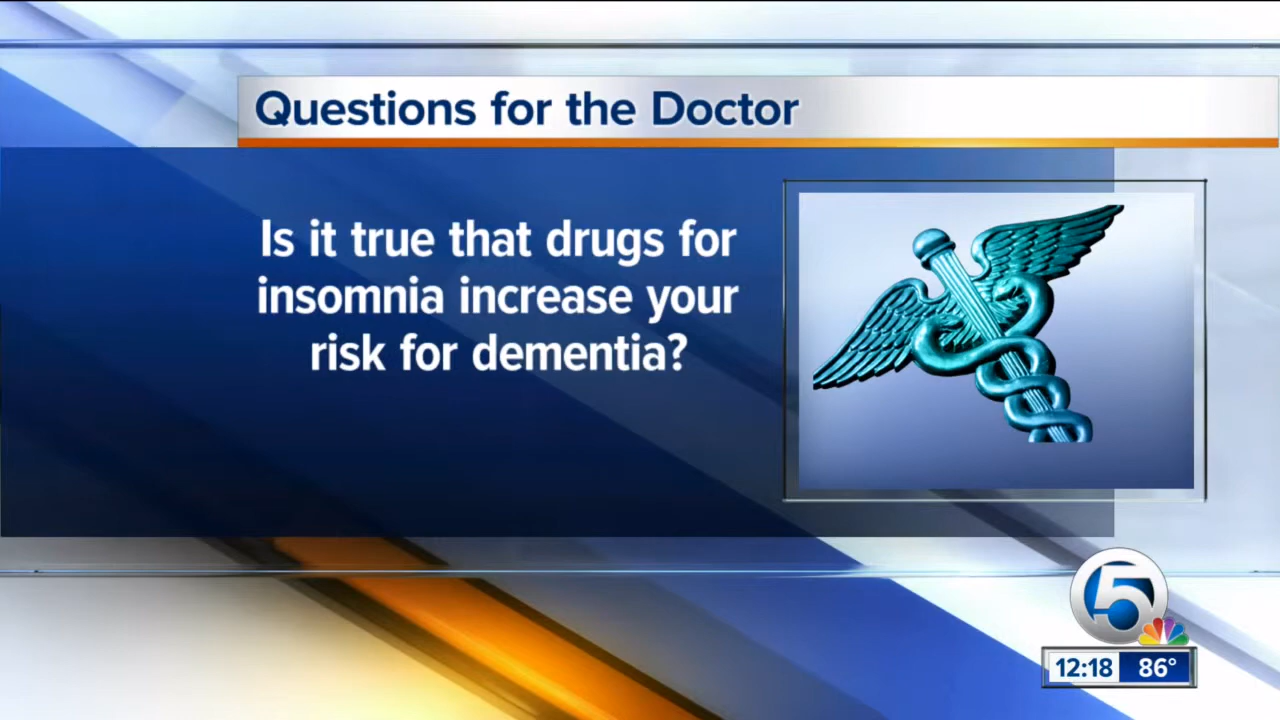 Questions for the Doctor
Is it true that drugs for
insomnia increase your
risk for dementia?
5
12:18 86°